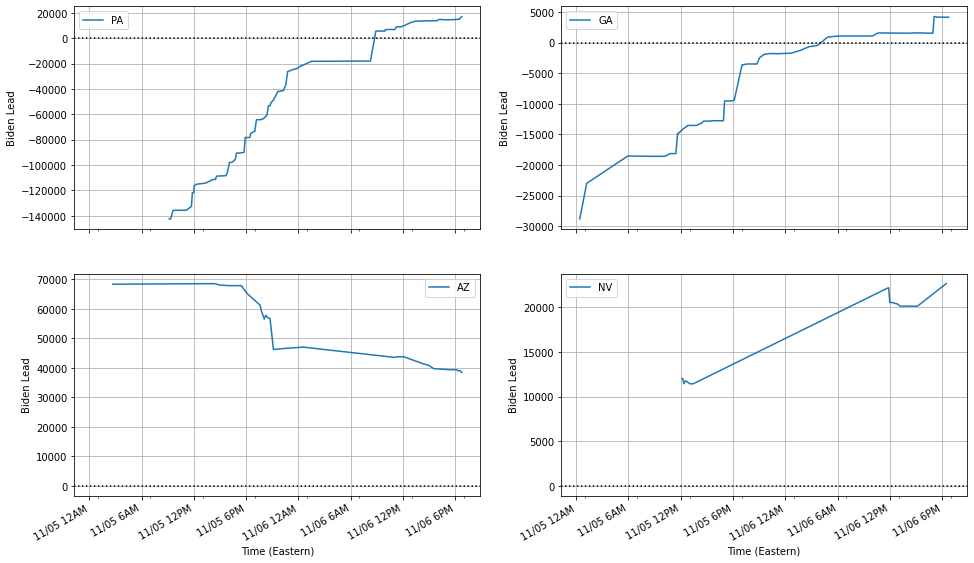 PA
20000
0
−20000
−40000
−60000
−80000
−100000
−120000
−140000
Biden Lead
GA
5000
0
−5000
−10000
−15000
−20000
−25000
−30000
Biden Lead
AZ
70000
60000
50000
40000
30000
20000
10000
0
Biden Lead
11/05 12AM
11/05 6AM
11/05 12PM
11/05 6PM
11/06 12AM
11/06 6AM
11/06 12PM
11/06 6PM
Time (Eastern)
NV
20000
15000
10000
5000
0
Biden Lead
11/05 12AM
11/05 6AM
11/05 12PM
11/05 6PM
11/06 12AM
11/06 6AM
11/06 12PM
11/06 6PM
Time (Eastern)